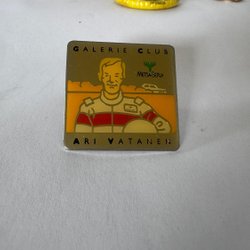 GALERIE CLUB
ARI VATANEN